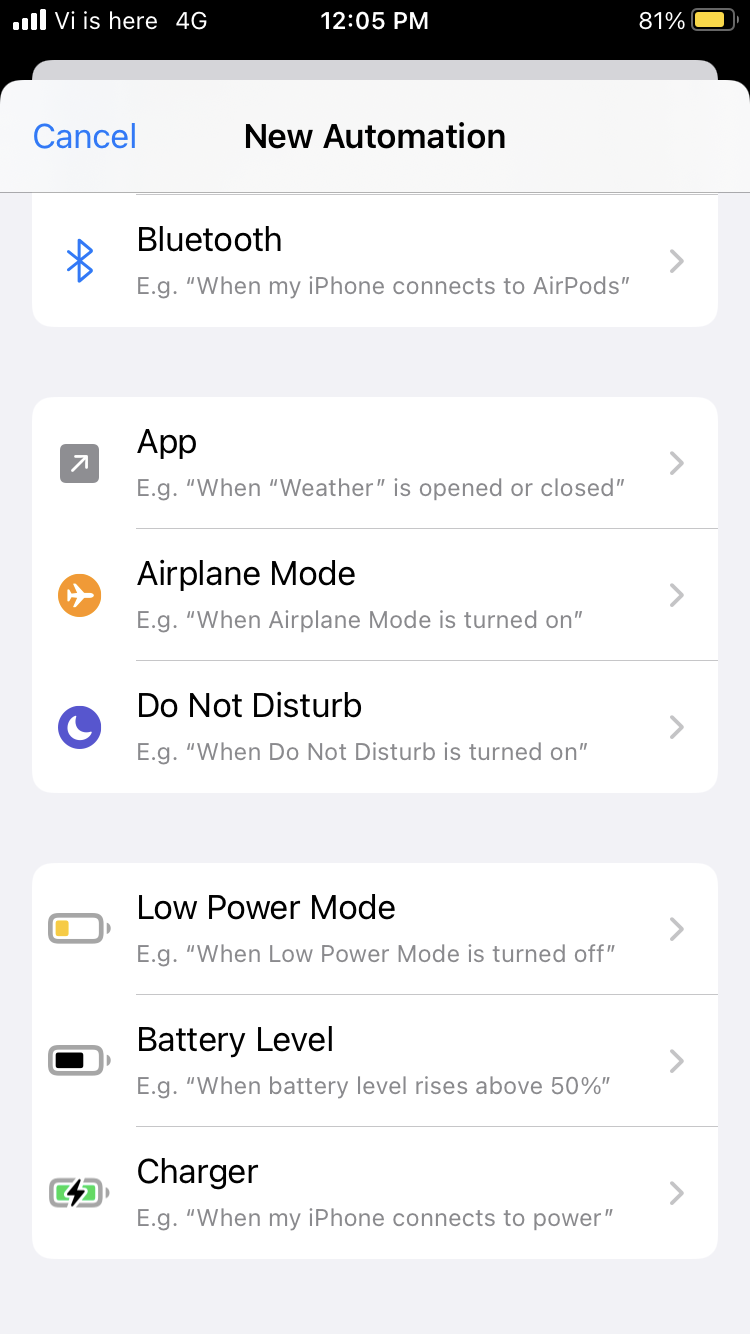 Vi is here 4G 12:05 PM 81%
Cancel New Automation
Bluetooth
E.g. “When my iPhone connects to AirPods”
App
E.g. “When “Weather” is opened or closed”
Airplane Mode
E.g. “When Airplane Mode is turned on”
Do Not Disturb
E.g. “When Do Not Disturb is turned on”
Low Power Mode
E.g. “When Low Power Mode is turned off”
Battery Level
E.g. “When battery level rises above 50%”
Charger
E.g. “When my iPhone connects to power”